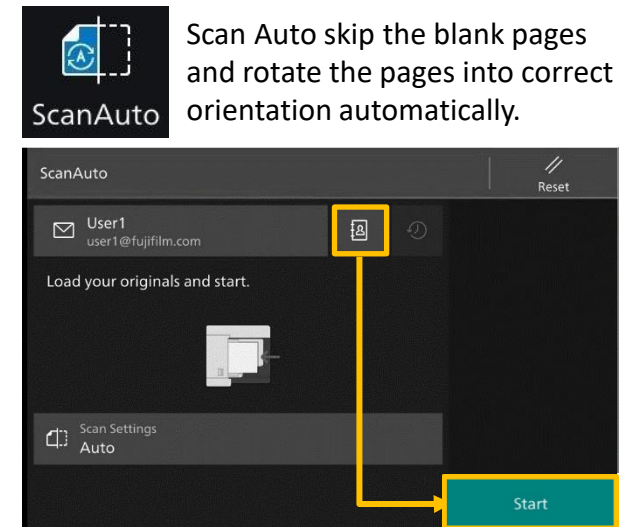 Scan Auto skip the blank pages
and rotate the pages into correct
orientation automatically.
ScanAuto
ScanAuto
Reset
User1
user1@fujifilm.com
Load your originals and start.
Scan Settings
Auto
Start